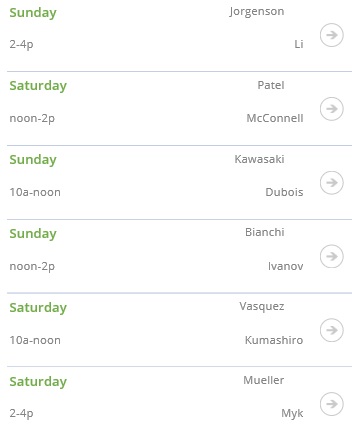 Sunday Jorgenson
2-4p Li
Saturday Patel
noon-2p McConnell
Sunday Kawasaki
10a-noon Dubois
Sunday Bianchi
noon-2p Ivanov
Saturday Vasquez
10a-noon Kumashiro
Saturday Mueller
2-4p Myk